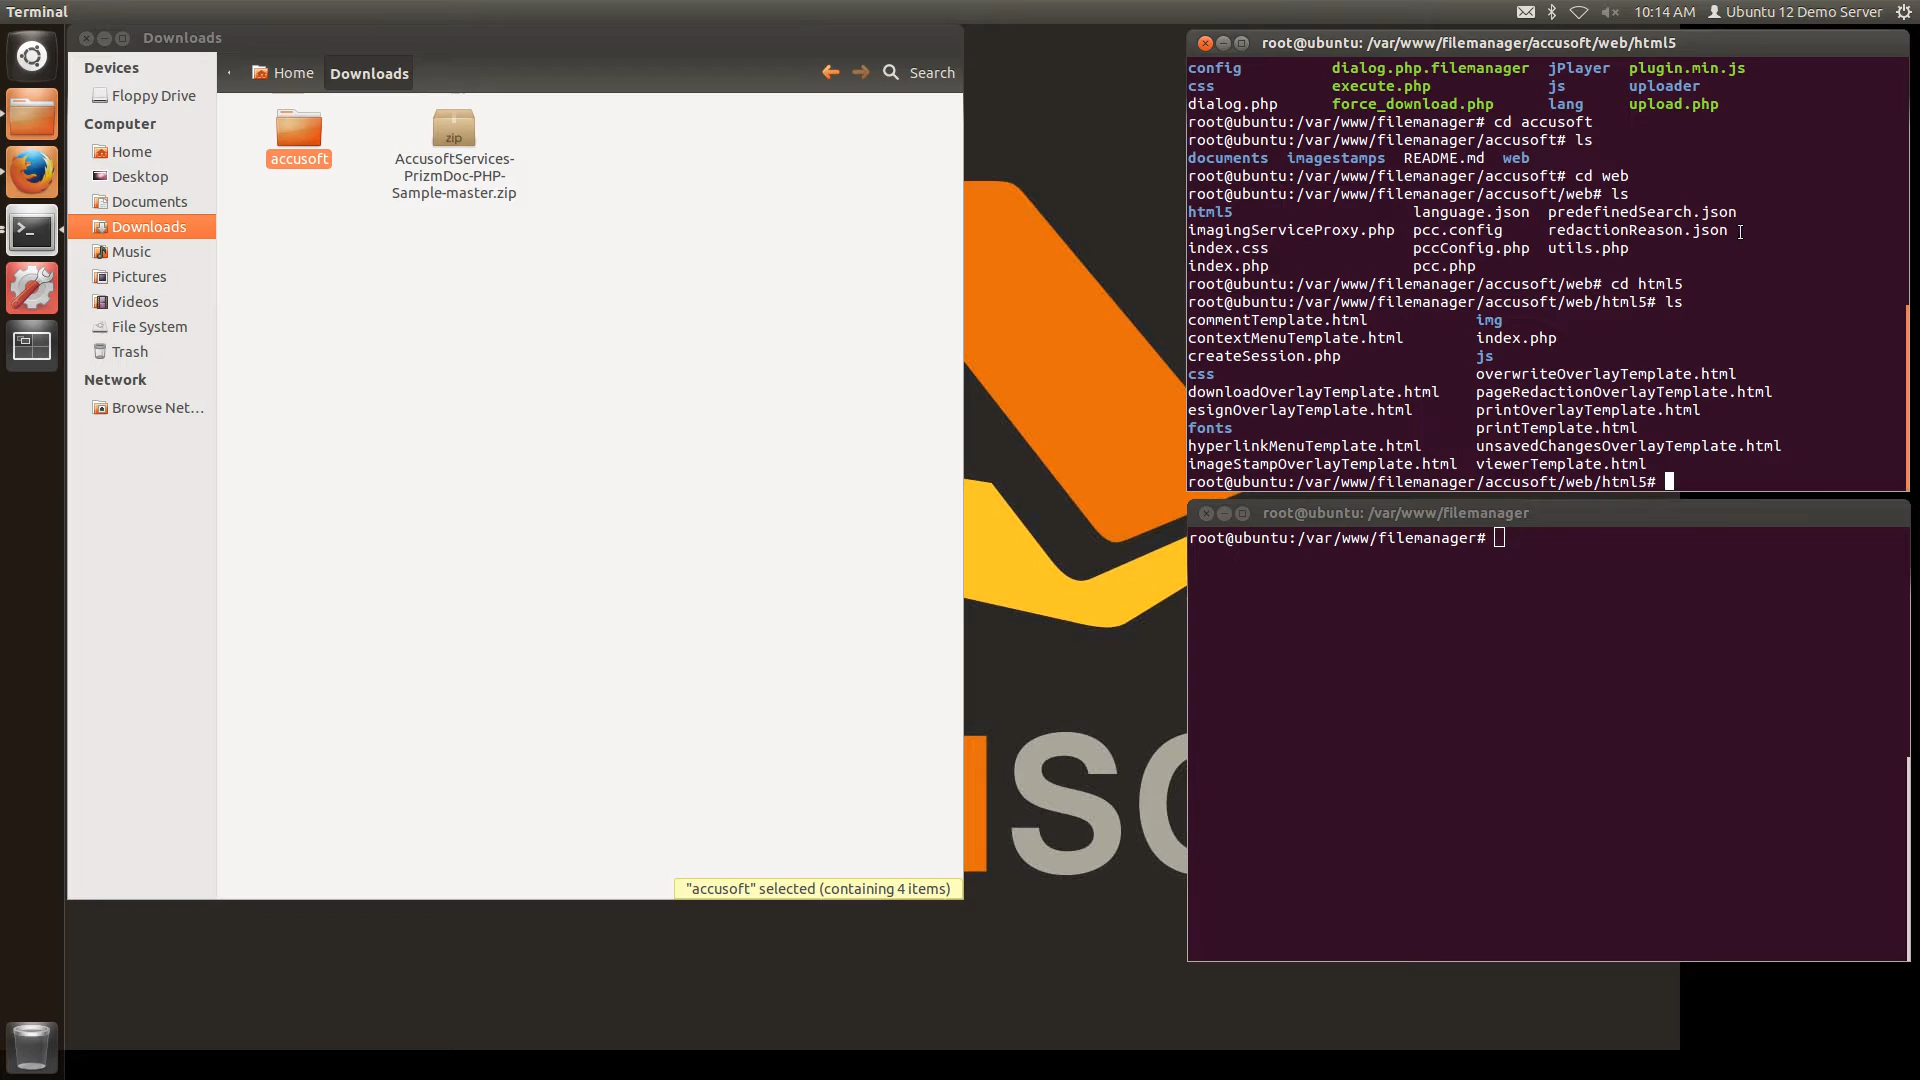 Terminal
10:14 AM Ubuntu 12 Demo Server
Downloads
Devices
Floppy Drive
Computer
Home
Desktop
Documents
Downloads
Music
Pictures
Videos
File System
Trash
Network
Browse Net...
Home Downloads Search
accusoft
zip
AccusoftServices-
PrizmDoc-PHP-
Sample-master.zip
"accusoft" selected (containing 4 items)
root@ubuntu: /var/www/filemanager/accusoft/web/html5
config dialog.php.filemanager jPlayer plugin.min.js
css execute.php js uploader
dialog.php force_download.php lang upload.php
root@ubuntu:/var/www/filemanager# cd accusoft
root@ubuntu:/var/www/filemanager/accusoft# ls
documents imagestamps README.md web
root@ubuntu:/var/www/filemanager/accusoft# cd web
root@ubuntu:/var/www/filemanager/accusoft/web# ls
html5 language.json predefinedSearch.json
imagingServiceProxy.php pcc.config redactionReason.json
index.css pccConfig.php utils.php
index.php pcc.php
root@ubuntu:/var/www/filemanager/accusoft/web# cd html5
root@ubuntu:/var/www/filemanager/accusoft/web/html5# ls
commentTemplate.html img
contextMenuTemplate.html index.php
createSession.php js
css overwriteOverlayTemplate.html
downloadOverlayTemplate.html pageRedactionOverlayTemplate.html
esignOverlayTemplate.html printOverlayTemplate.html
fonts printTemplate.html
hyperlinkMenuTemplate.html unsavedChangesOverlayTemplate.html
imageStampOverlayTemplate.html viewerTemplate.html
root@ubuntu:/var/www/filemanager/accusoft/web/html5#
root@ubuntu: /var/www/filemanager
root@ubuntu:/var/www/filemanager#